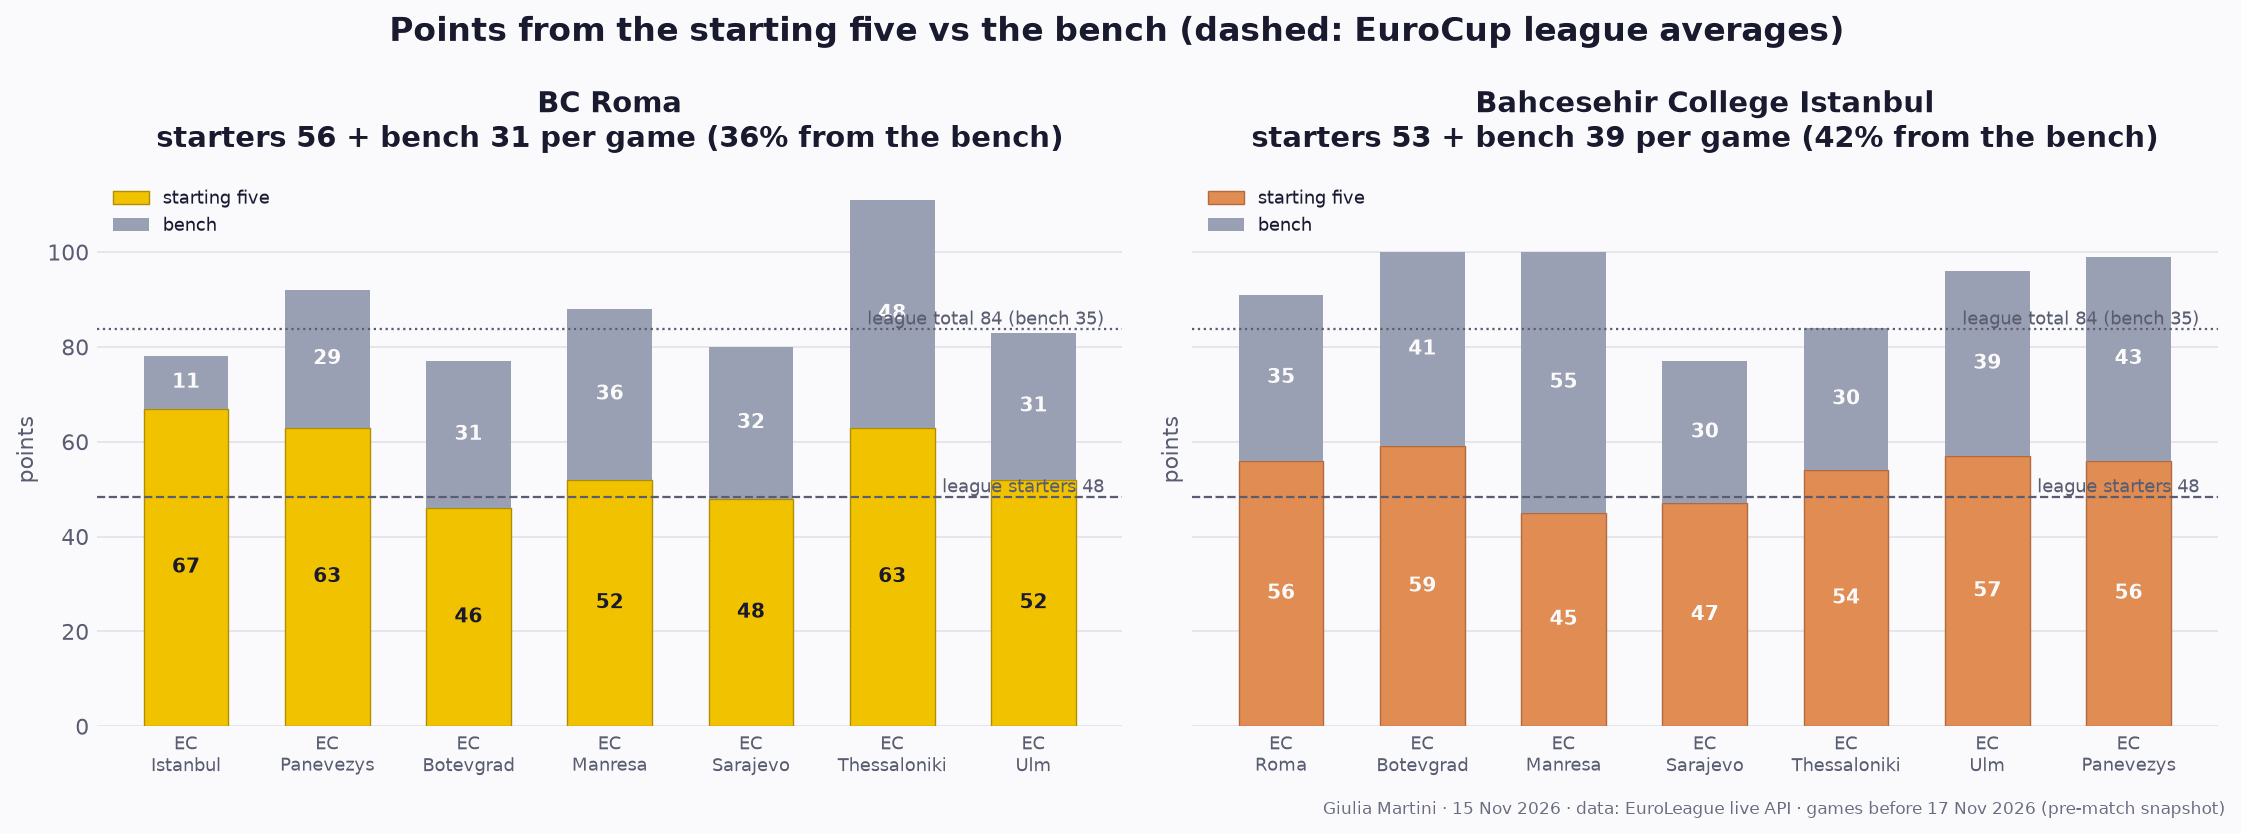 Points from the starting five vs the bench (dashed: EuroCup league averages)
BC Roma
starters 56 + bench 31 per game (36% from the bench)
starting five
bench
points
100
80
60
40
20
0
league total 84 (bench 35)
league starters 48
11
29
31
36
32
48
31
67
63
46
52
48
63
52
EC
Istanbul
EC
Panevezys
EC
Botevgrad
EC
Manresa
EC
Sarajevo
EC
Thessaloniki
EC
Ulm
Bahcesehir College Istanbul
starters 53 + bench 39 per game (42% from the bench)
starting five
bench
points
league total 84 (bench 35)
league starters 48
35
41
55
30
30
39
43
56
59
45
47
54
57
56
EC
Roma
EC
Botevgrad
EC
Manresa
EC
Sarajevo
EC
Thessaloniki
EC
Ulm
EC
Panevezys
Giulia Martini · 15 Nov 2026 · data: EuroLeague live API · games before 17 Nov 2026 (pre-match snapshot)